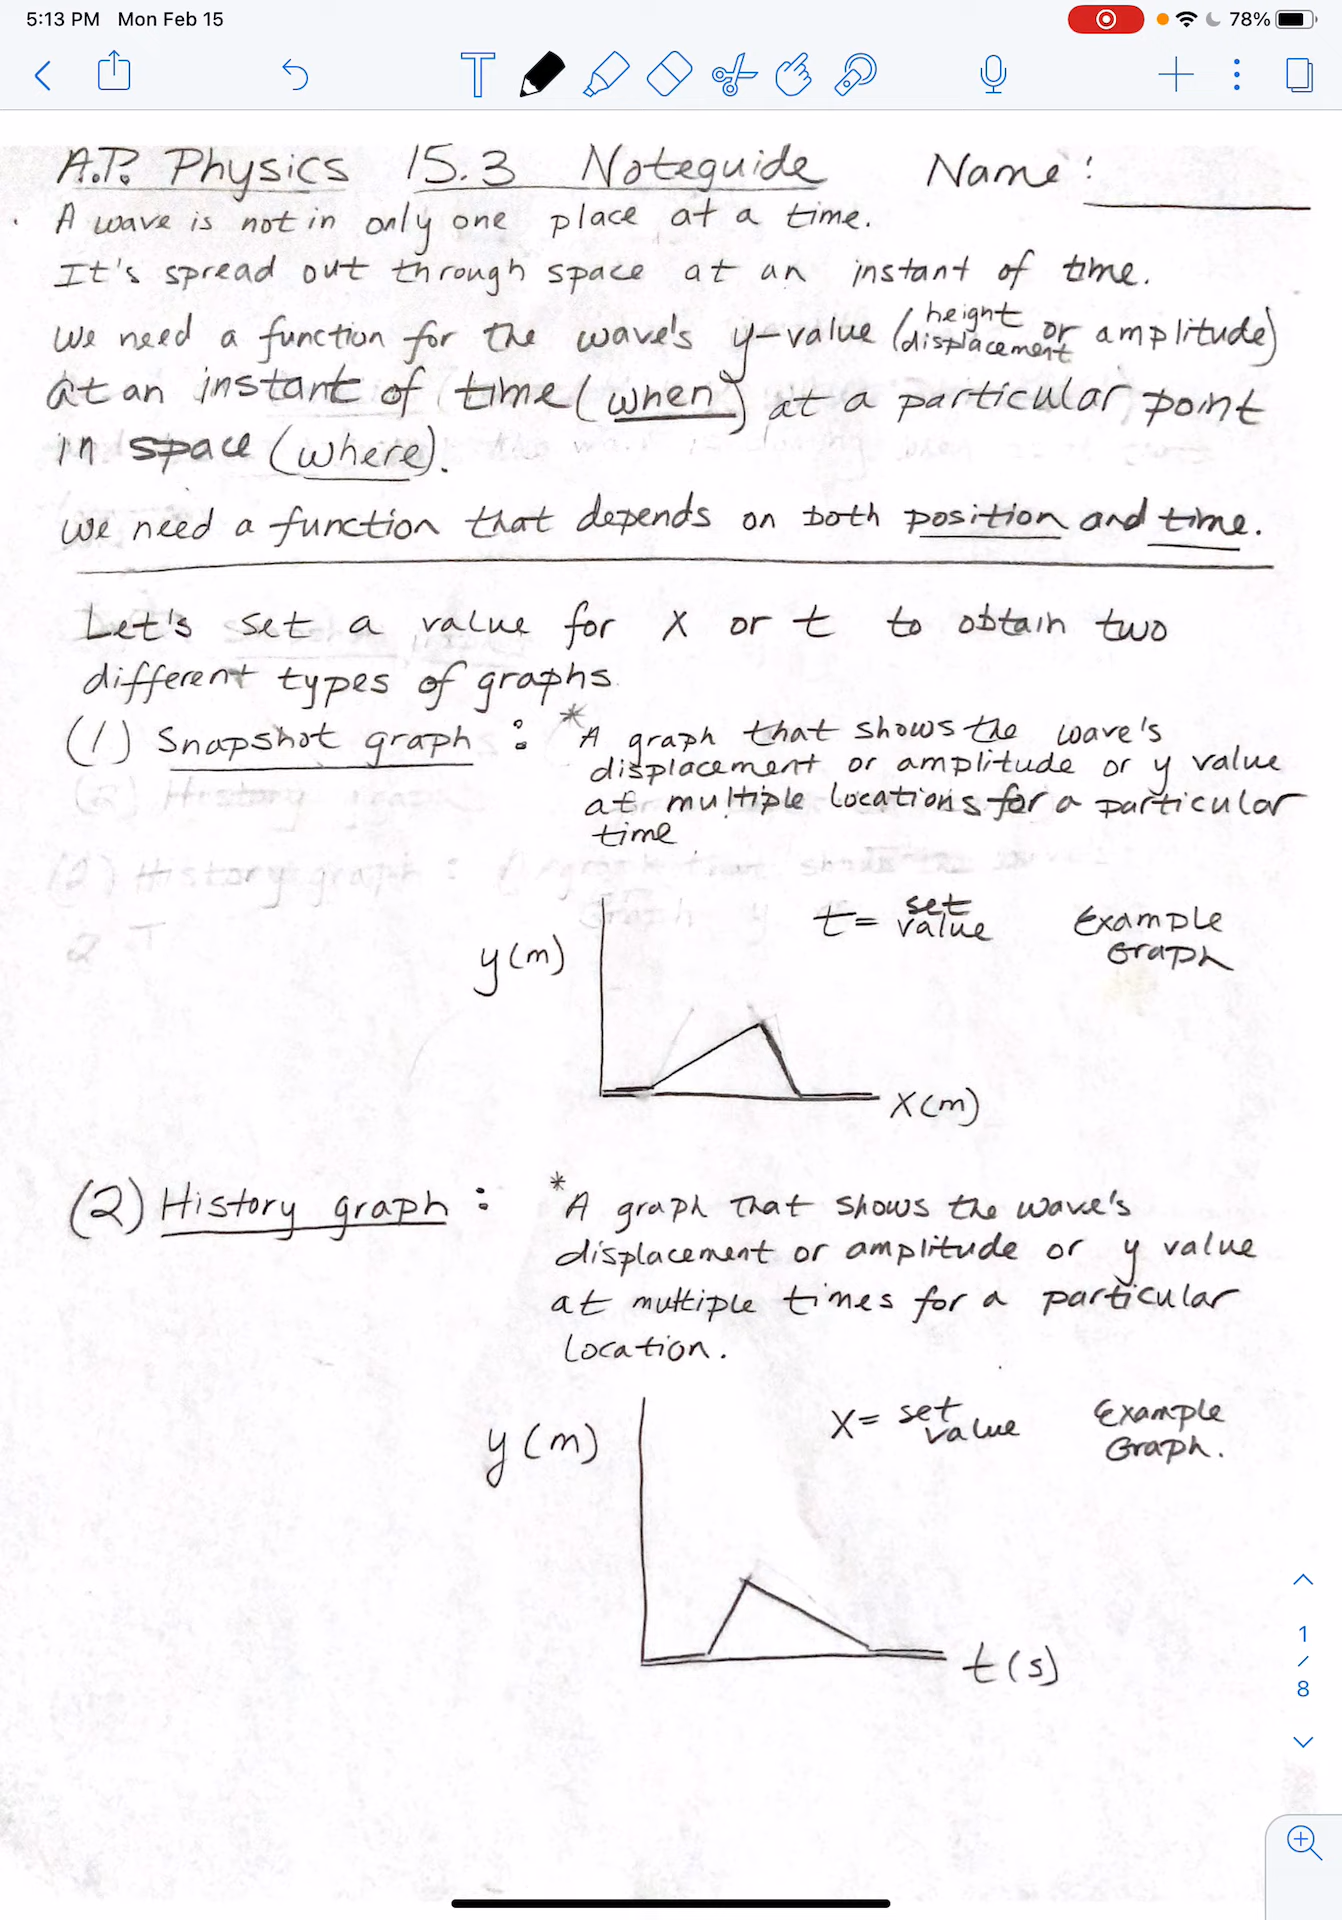 5:13 PM Mon Feb 15
78%
A.P. Physics 15.3 Noteguide Name:
A wave is not in only one place at a time.
It's spread out through space at an instant of time.
We need a function for the wave's y-value (height displacement or amplitude)
at an instant of time (when) at a particular point
in space (where).
We need a function that depends on both position and time.
Let's set a value for x or t to obtain two
different types of graphs.
(1) Snapshot graph : *A graph that shows the wave's
displacement or amplitude or y value
at multiple locations for a particular
time
t = set value Example Graph
y(m)
x(m)
(2) History graph : *A graph that shows the wave's
displacement or amplitude or y value
at multiple times for a particular
location.
x = set value Example Graph.
y(m)
t(s)
1
/
8